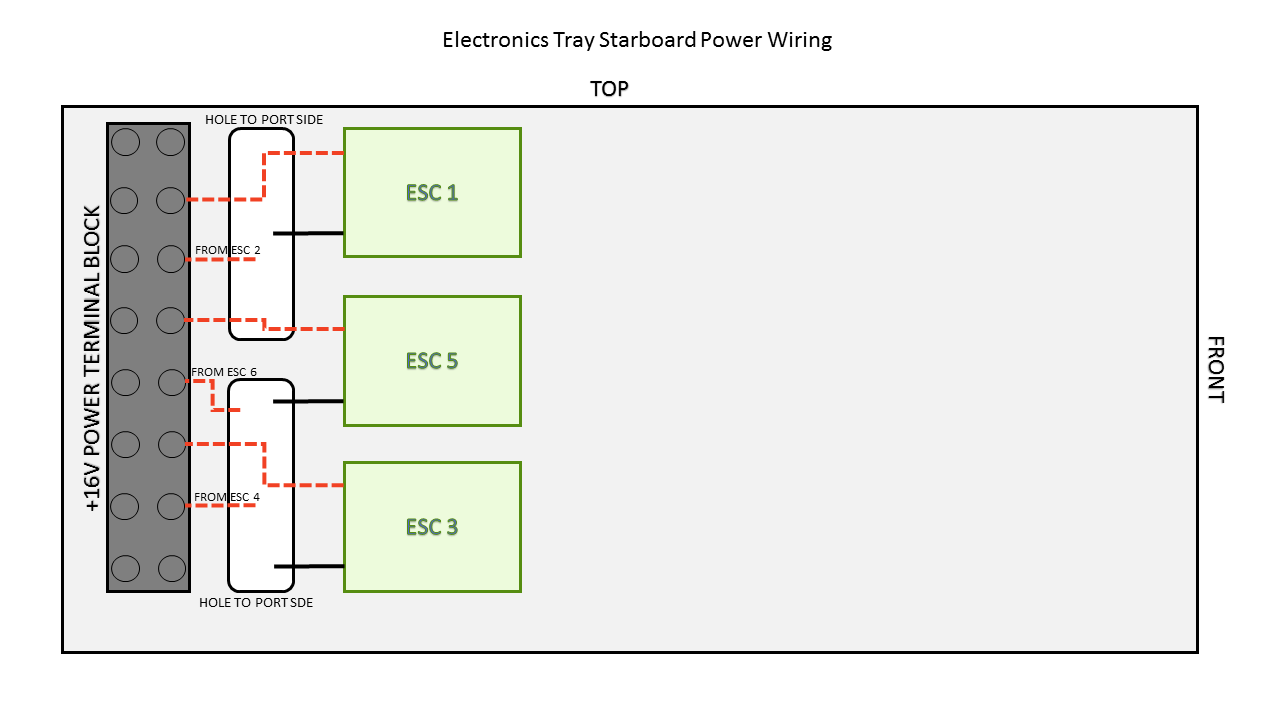 Electronics Tray Starboard Power Wiring
TOP
HOLE TO PORT SIDE
ESC 1
FROM ESC 2
+16V POWER TERMINAL BLOCK
ESC 5
FRONT
FROM ESC 6
FROM ESC 4
ESC 3
HOLE TO PORT SDE